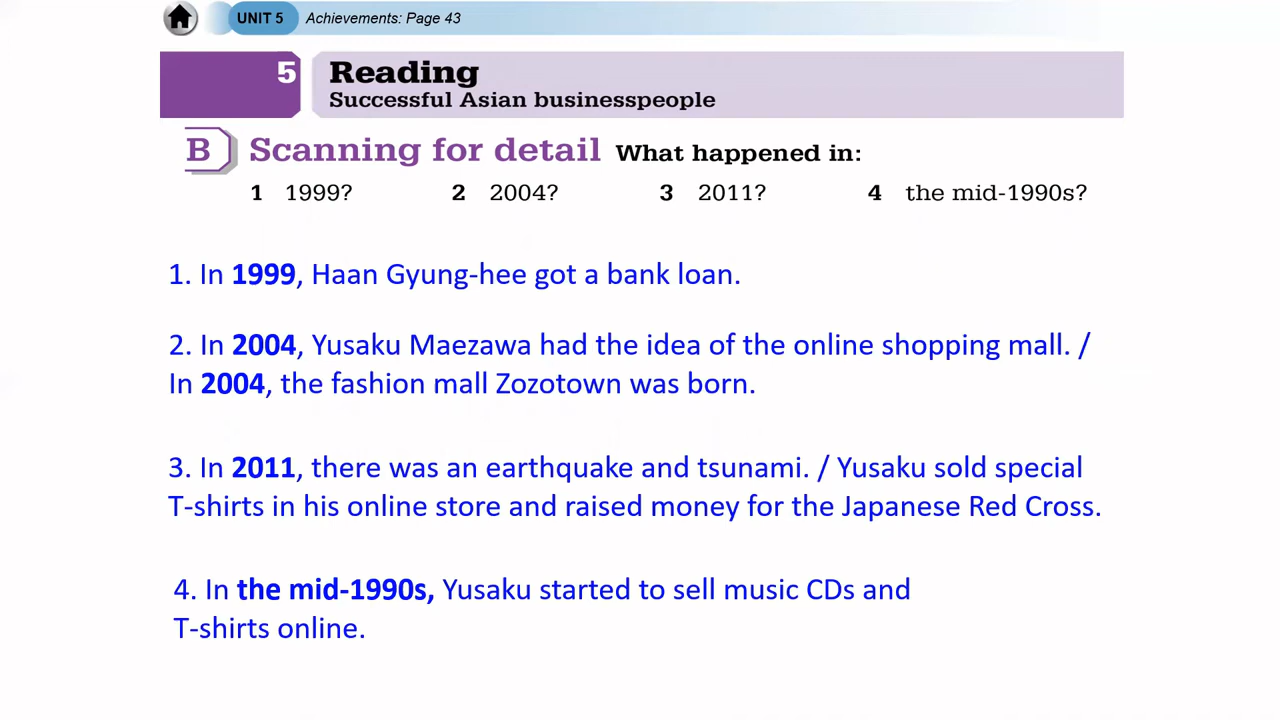 UNIT 5 Achievements: Page 43
5 Reading
Successful Asian businesspeople
B Scanning for detail What happened in:
1 1999? 2 2004? 3 2011? 4 the mid-1990s?
1. In 1999, Haan Gyung-hee got a bank loan.
2. In 2004, Yusaku Maezawa had the idea of the online shopping mall. /
In 2004, the fashion mall Zozotown was born.
3. In 2011, there was an earthquake and tsunami. / Yusaku sold special
T-shirts in his online store and raised money for the Japanese Red Cross.
4. In the mid-1990s, Yusaku started to sell music CDs and
T-shirts online.